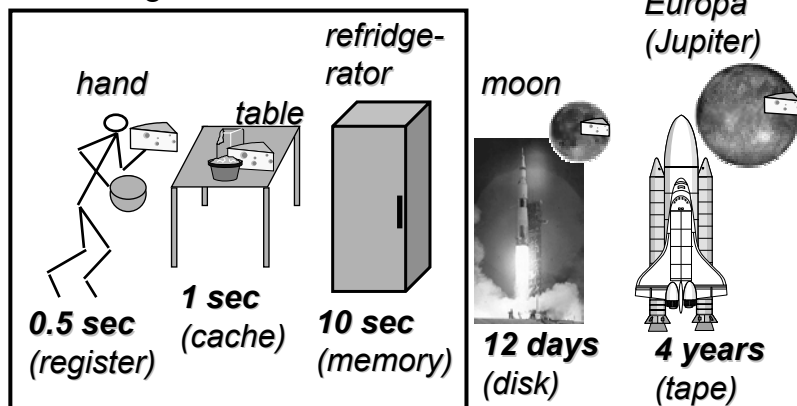 hand
0.5 sec
(register)
table
1 sec
(cache)
refridge-
rator
10 sec
(memory)
moon
12 days
(disk)
Europa
(Jupiter)
4 years
(tape)